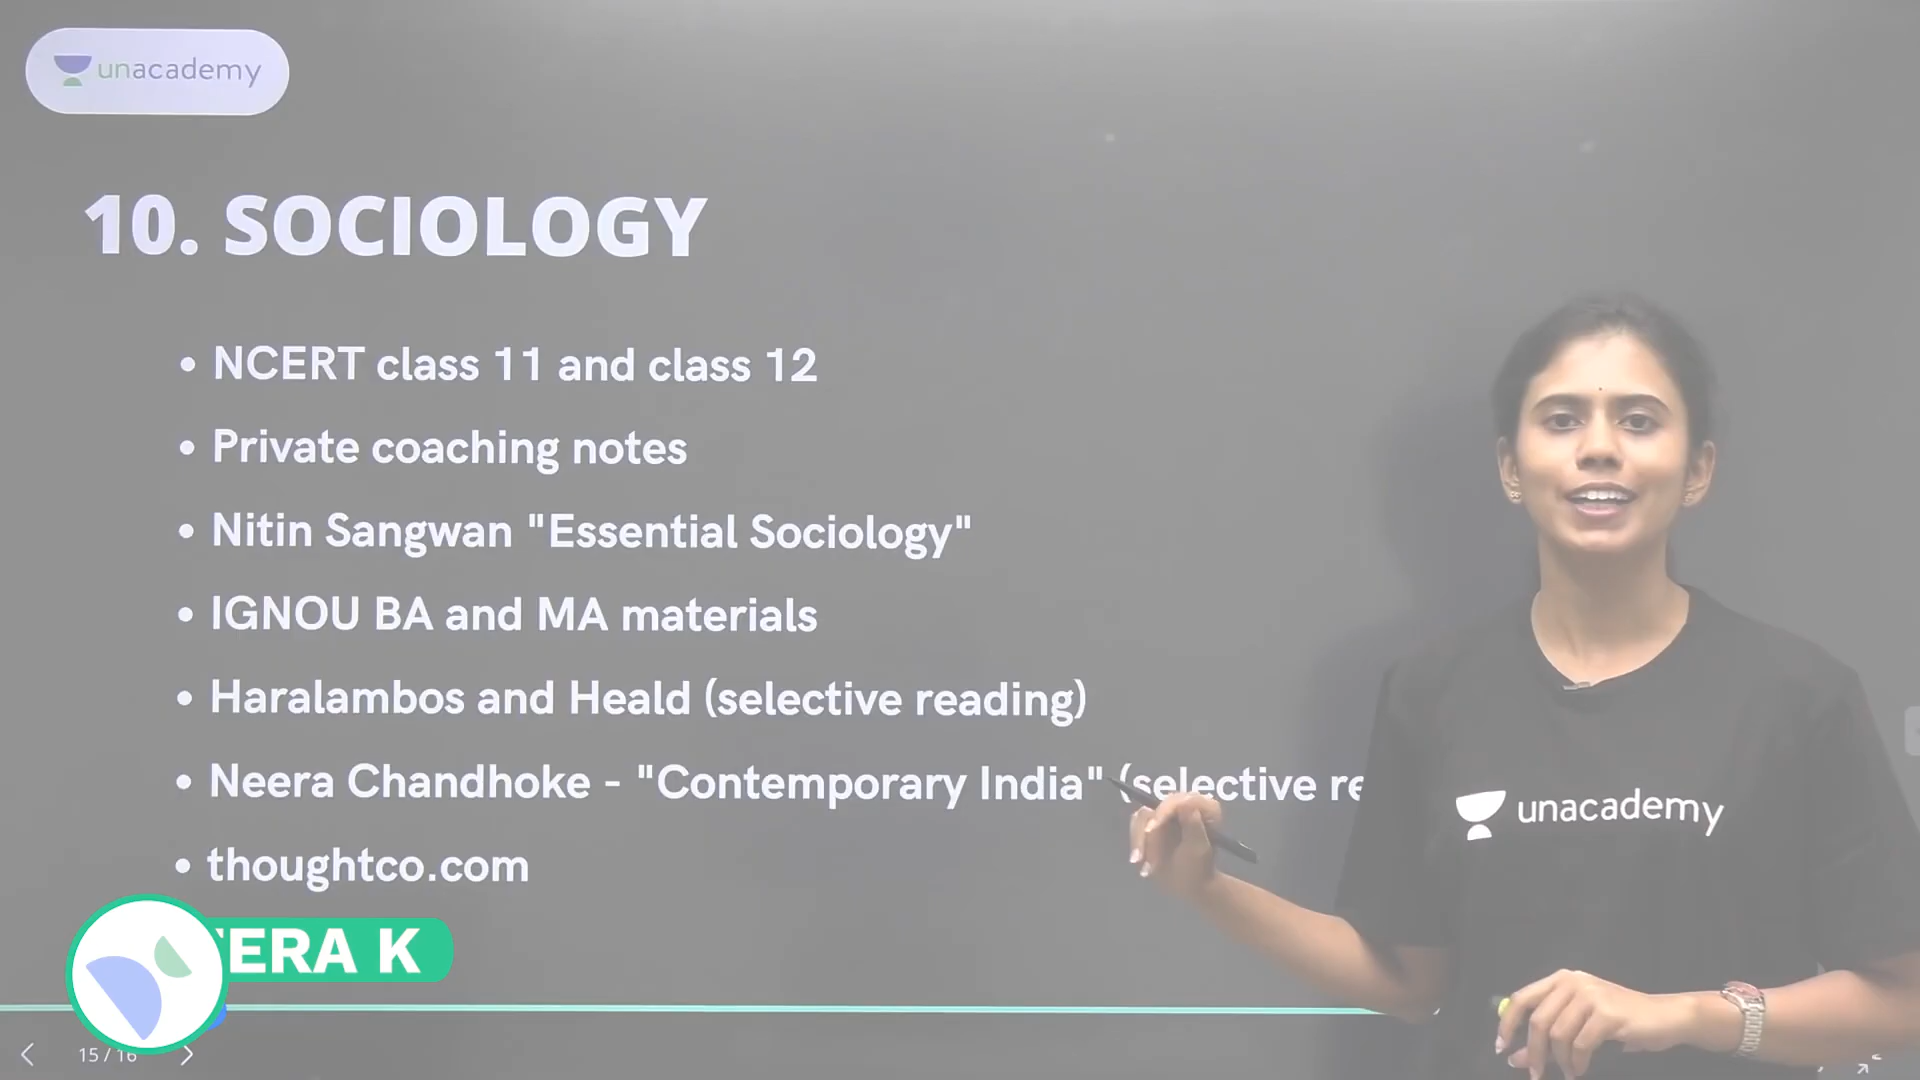 unacademy
10. SOCIOLOGY
• NCERT class 11 and class 12
• Private coaching notes
• Nitin Sangwan "Essential Sociology"
• IGNOU BA and MA materials
• Haralambos and Heald (selective reading)
• Neera Chandhoke - "Contemporary India" (selective re
• thoughtco.com
unacademy
ERA K
15 / 16